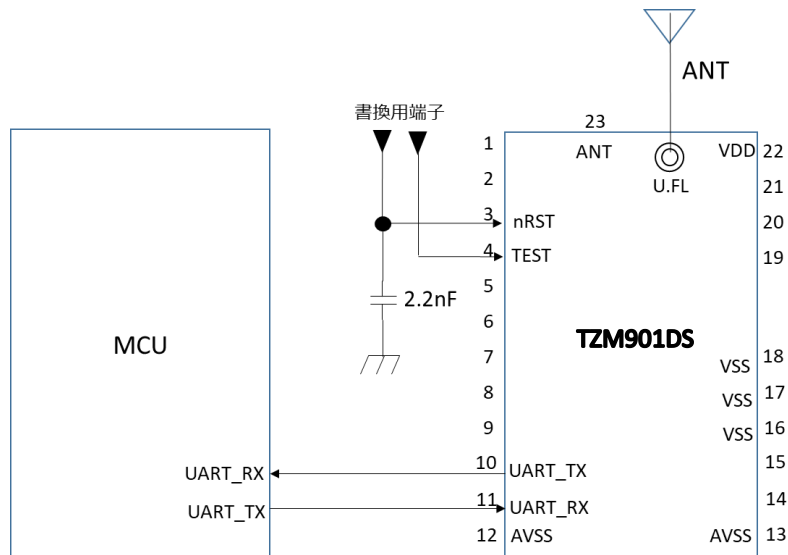 ANT
書換用端子
23
1
ANT
VDD
22
2
U.FL
21
3
nRST
20
4
TEST
19
5
2.2nF
6
TZM901DS
MCU
7
VSS
18
8
VSS
17
9
VSS
16
UART_RX
10
UART_TX
15
UART_TX
11
UART_RX
14
12
AVSS
AVSS
13